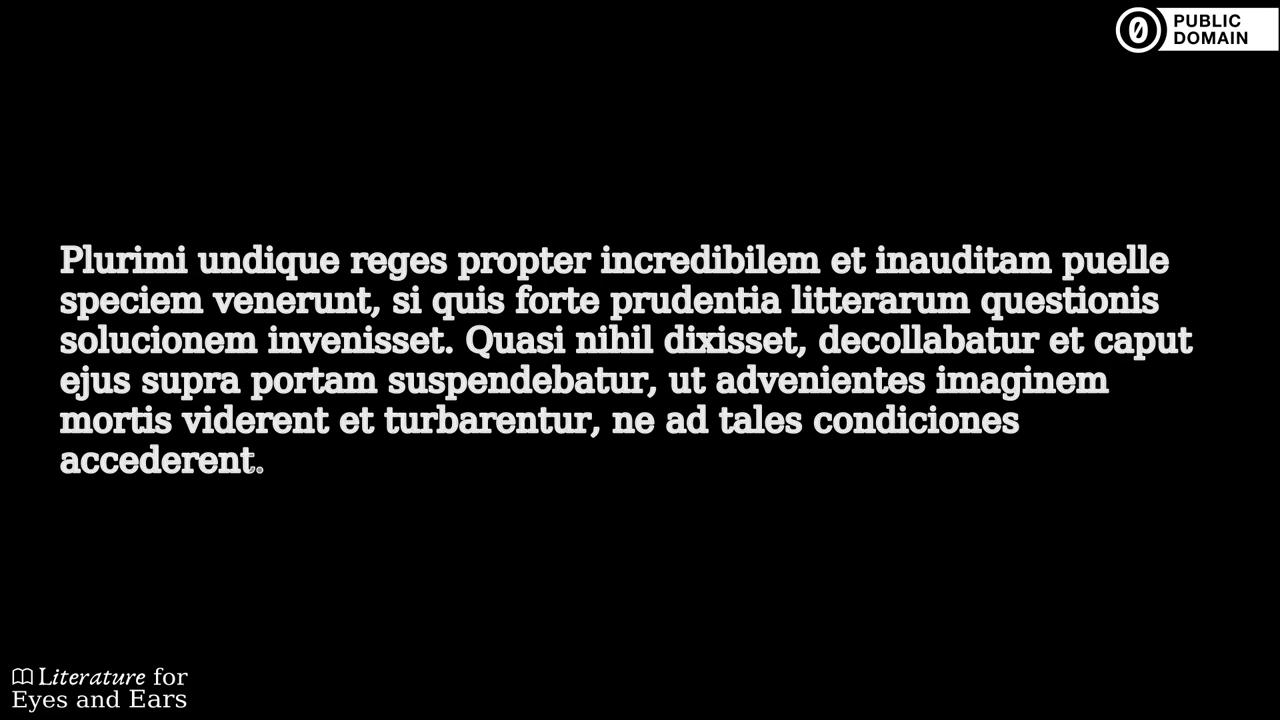 PUBLIC
DOMAIN
Plurimi undique reges propter incredibilem et inauditam puelle
speciem venerunt, si quis forte prudentia litterarum questionis
solucionem invenisset. Quasi nihil dixisset, decollabatur et caput
ejus supra portam suspendebatur, ut advenientes imaginem
mortis viderent et turbarentur, ne ad tales condiciones
accederent.
Literature for
Eyes and Ears